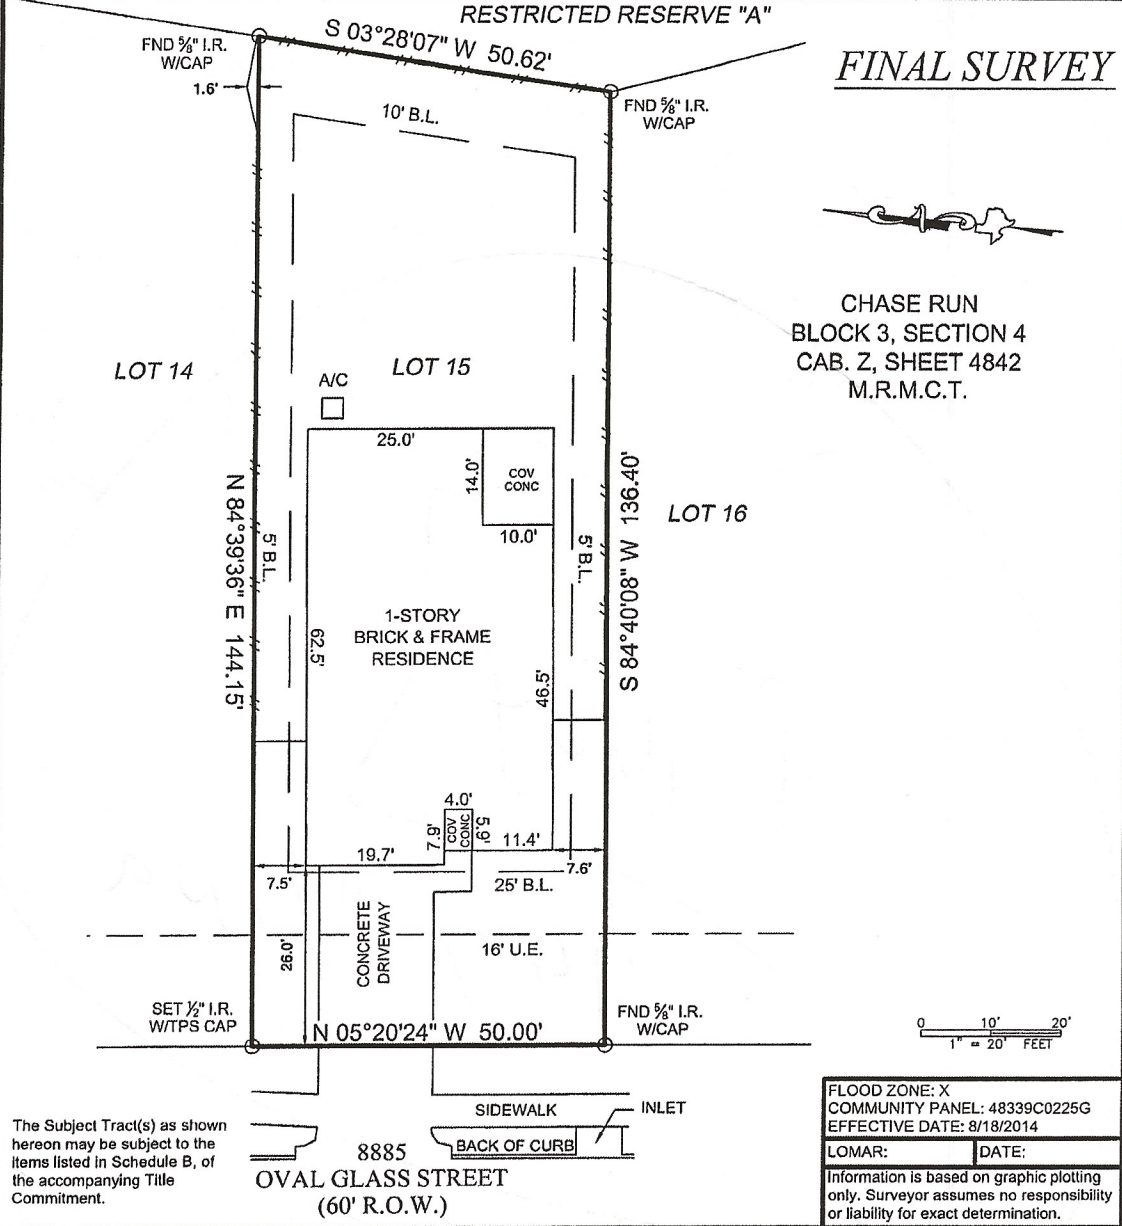 RESTRICTED RESERVE "A"
S 03°28'07" W 50.62'
FINAL SURVEY
FND ⅝" I.R.
W/CAP
1.6'
FND ⅝" I.R.
W/CAP
10' B.L.
CHASE RUN
BLOCK 3, SECTION 4
CAB. Z, SHEET 4842
M.R.M.C.T.
LOT 14
LOT 15
A/C
25.0'
14.0'
COV
CONC
10.0'
LOT 16
N 84°39'36" E 144.15'
5' B.L.
S 84°40'08" W 136.40'
5' B.L.
1-STORY
BRICK & FRAME
RESIDENCE
62.5'
46.5'
4.0'
7.9'
COV
CONC
5.9'
11.4'
19.7'
7.5'
7.6'
25' B.L.
CONCRETE
DRIVEWAY
26.0'
16' U.E.
SET ½" I.R.
W/TPS CAP
N 05°20'24" W 50.00'
FND ⅝" I.R.
W/CAP
0 10' 20'
1" = 20' FEET
SIDEWALK
INLET
BACK OF CURB
8885
OVAL GLASS STREET
(60' R.O.W.)
The Subject Tract(s) as shown
hereon may be subject to the
items listed in Schedule B, of
the accompanying Title
Commitment.
FLOOD ZONE: X
COMMUNITY PANEL: 48339C0225G
EFFECTIVE DATE: 8/18/2014
LOMAR: DATE:
Information is based on graphic plotting
only. Surveyor assumes no responsibility
or liability for exact determination.